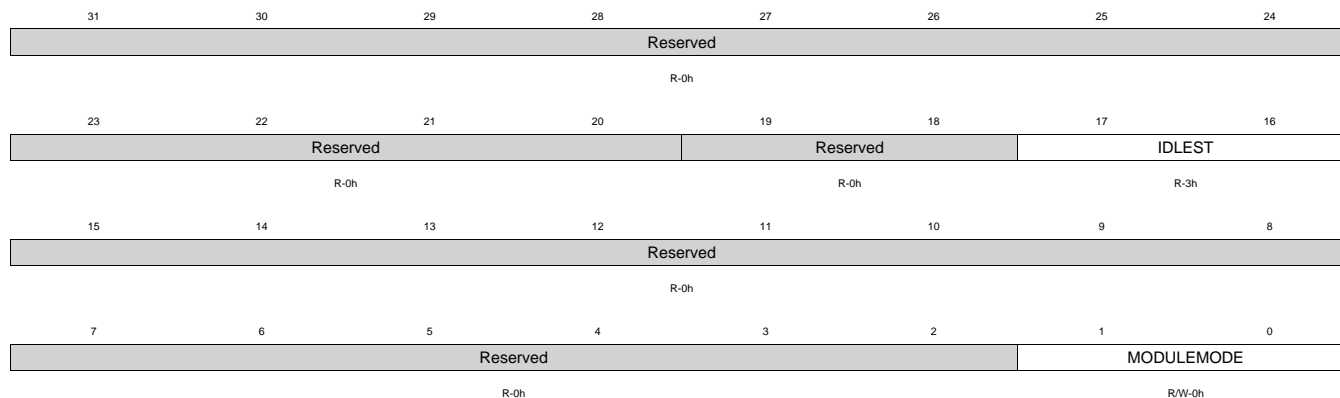 31 30 29 28 27 26 25 24
Reserved
R-0h
23 22 21 20 19 18 17 16
Reserved Reserved IDLEST
R-0h R-0h R-3h
15 14 13 12 11 10 9 8
Reserved
R-0h
7 6 5 4 3 2 1 0
Reserved MODULEMODE
R-0h R/W-0h